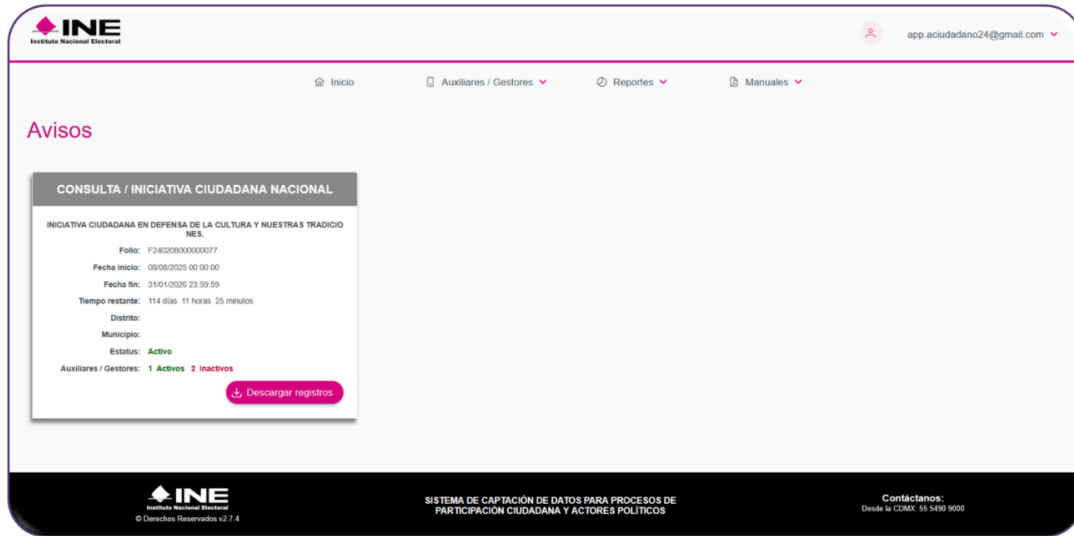 INE
Instituto Nacional Electoral
app.aciudadano24@gmail.com
Inicio
Auxiliares / Gestores
Reportes
Manuales
Avisos
CONSULTA / INICIATIVA CIUDADANA NACIONAL
INICIATIVA CIUDADANA EN DEFENSA DE LA CULTURA Y NUESTRAS TRADICIO
NES.
Folio: F240208000000077
Fecha inicio: 08/08/2025 00:00:00
Fecha fin: 31/01/2026 23:59:59
Tiempo restante: 114 días 11 horas 25 minutos
Distrito:
Municipio:
Estatus: Activo
Auxiliares / Gestores: 1 Activos 2 Inactivos
Descargar registros
INE
Instituto Nacional Electoral
© Derechos Reservados v2.7.4
SISTEMA DE CAPTACIÓN DE DATOS PARA PROCESOS DE
PARTICIPACIÓN CIUDADANA Y ACTORES POLÍTICOS
Contáctanos:
Desde la CDMX: 55 5490 9000